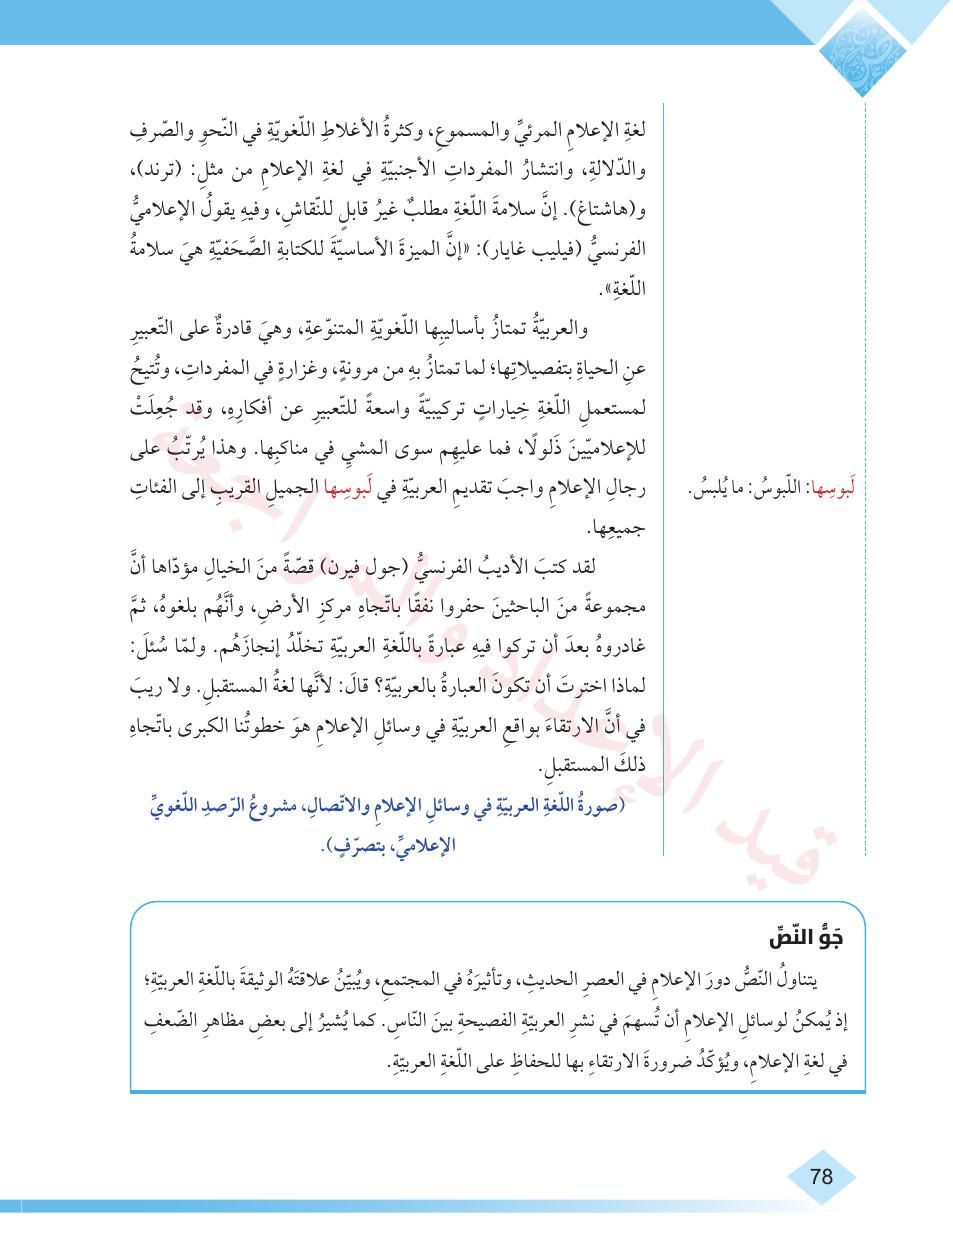 لغةِ الإعلامِ المرئيِّ والمسموعِ، وكثرةُ الأغلاطِ اللّغويّةِ في النّحوِ والصّرفِ
والدّلالةِ، وانتشارُ المفرداتِ الأجنبيّةِ في لغةِ الإعلامِ من مثلِ: (ترند)،
و(هاشتاغ). إنَّ سلامةَ اللّغةِ مطلبٌ غيرُ قابلٍ للنّقاشِ، وفيهِ يقولُ الإعلاميُّ
الفرنسيُّ (فيليب غايار): «إنَّ الميزةَ الأساسيّةَ للكتابةِ الصَّحَفيّةِ هيَ سلامةُ
اللّغةِ».
والعربيّةُ تمتازُ بأساليبِها اللّغويّةِ المتنوّعةِ، وهيَ قادرةٌ على التّعبيرِ
عنِ الحياةِ بتفصيلاتِها؛ لما تمتازُ بهِ من مرونةٍ، وغزارةٍ في المفرداتِ، وتُتيحُ
لمستعملِ اللّغةِ خِياراتٍ تركيبيّةً واسعةً للتّعبيرِ عن أفكارِهِ، وقد جُعِلَتْ
للإعلاميّينَ ذَلولًا، فما عليهِم سوى المشيِ في مناكبِها. وهذا يُرتّبُ على
رجالِ الإعلامِ واجبَ تقديمِ العربيّةِ في لَبوسِها الجميلِ القريبِ إلى الفئاتِ
جميعِها.
لَبوسِها: اللّبوسُ: ما يُلبسُ.
لقد كتبَ الأديبُ الفرنسيُّ (جول فيرن) قصّةً منَ الخيالِ مؤدّاها أنَّ
مجموعةً منَ الباحثينَ حفروا نفقًا باتّجاهِ مركزِ الأرضِ، وأنَّهُم بلغوهُ، ثمَّ
غادروهُ بعدَ أن تركوا فيهِ عبارةً باللّغةِ العربيّةِ تخلّدُ إنجازَهُم. ولمّا سُئلَ:
لماذا اخترتَ أن تكونَ العبارةُ بالعربيّةِ؟ قالَ: لأنَّها لغةُ المستقبلِ. ولا ريبَ
في أنَّ الارتقاءَ بواقعِ العربيّةِ في وسائلِ الإعلامِ هوَ خطوتُنا الكبرى باتّجاهِ
ذلكَ المستقبلِ.
(صورةُ اللّغةِ العربيّةِ في وسائلِ الإعلامِ والاتّصالِ، مشروعُ الرّصدِ اللّغويِّ
الإعلاميِّ، بتصرّفٍ).
قيد الإعداد والمراجعة
جَوُّ النّصِّ
يتناولُ النّصُّ دورَ الإعلامِ في العصرِ الحديثِ، وتأثيرَهُ في المجتمعِ، ويُبيّنُ علاقتَهُ الوثيقةَ باللّغةِ العربيّةِ؛
إذ يُمكنُ لوسائلِ الإعلامِ أن تُسهمَ في نشرِ العربيّةِ الفصيحةِ بينَ النّاسِ. كما يُشيرُ إلى بعضِ مظاهرِ الضّعفِ
في لغةِ الإعلامِ، ويُؤكّدُ ضرورةَ الارتقاءِ بها للحفاظِ على اللّغةِ العربيّةِ.
78